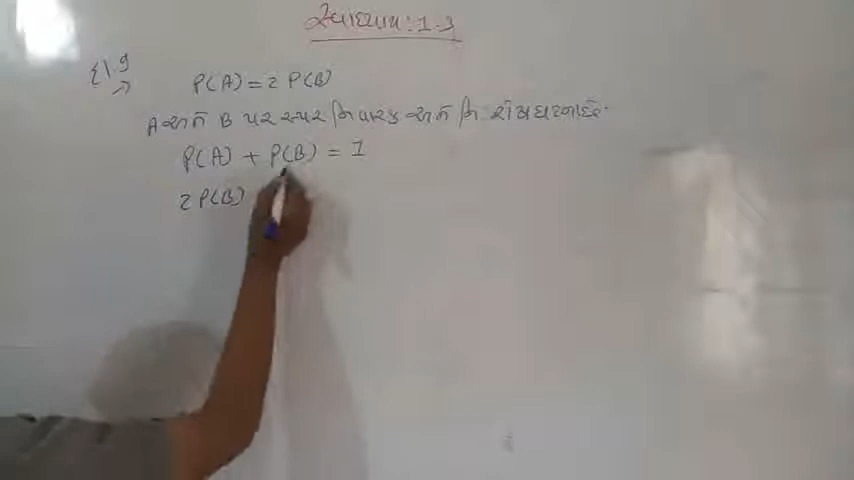 સ્વાધ્યાય : 1.3
દા.9
→ P(A) = 2 P(B)
A અને B પરસ્પર નિવારક અને નિ:શેષ ઘટનાઓ છે.
P(A) + P(B) = 1
2 P(B)